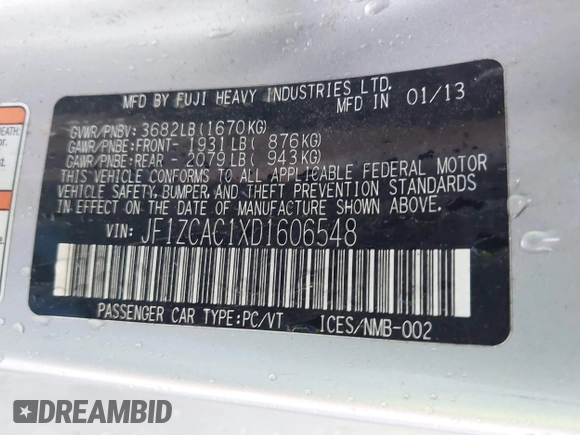 MFD BY FUJI HEAVY INDUSTRIES LTD.
MFD IN 01/13
GVWR/PNBV: 3682LB(1670KG)
GAWR/PNBE:FRONT- 1931LB( 876KG)
GAWR/PNBE:REAR - 2079LB( 943KG)
THIS VEHICLE CONFORMS TO ALL APPLICABLE FEDERAL MOTOR
VEHICLE SAFETY, BUMPER, AND THEFT PREVENTION STANDARDS
IN EFFECT ON THE DATE OF MANUFACTURE SHOWN ABOVE.
VIN: JF1ZCAC1XD1606548
PASSENGER CAR TYPE:PC/VT ICES/NMB-002
DREAMBID